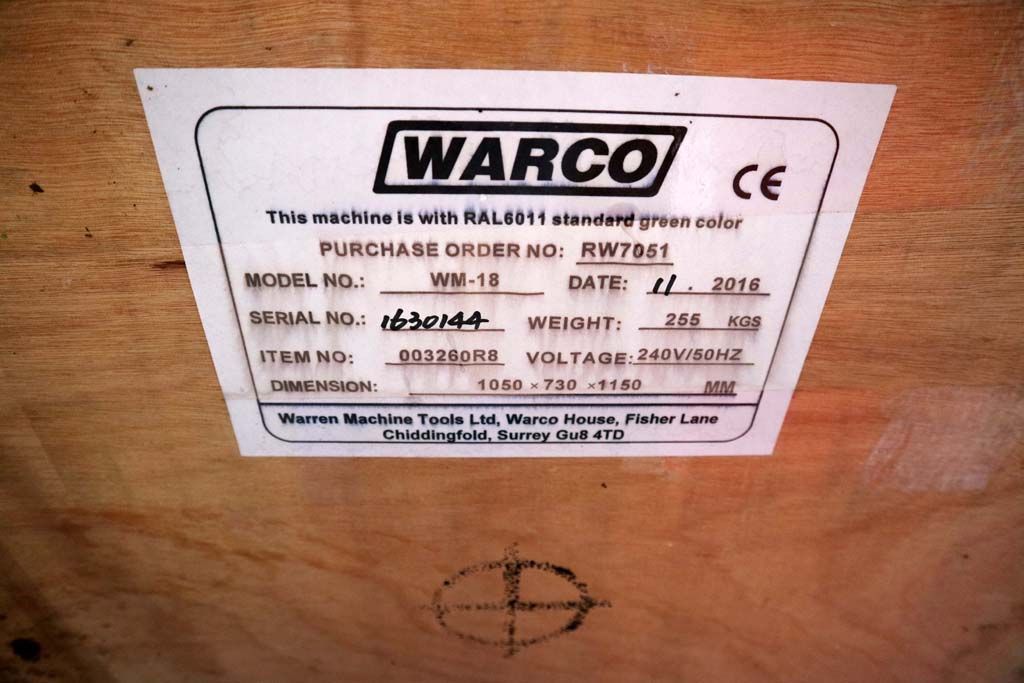 WARCO
CE
This machine is with RAL6011 standard green color
PURCHASE ORDER NO: RW7051
MODEL NO.: WM-18 DATE: 11 . 2016
SERIAL NO.: 1630144 WEIGHT: 255 KGS
ITEM NO: 003260R8 VOLTAGE: 240V/50HZ
DIMENSION: 1050 × 730 ×1150 MM
Warren Machine Tools Ltd, Warco House, Fisher Lane
Chiddingfold, Surrey Gu8 4TD